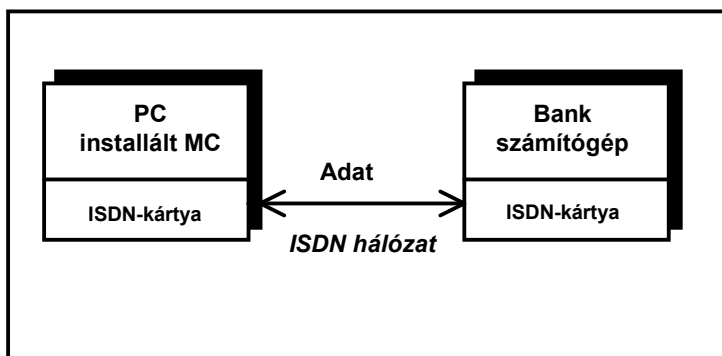 PC
installált MC
ISDN-kártya
Adat
ISDN hálózat
Bank
számítógép
ISDN-kártya